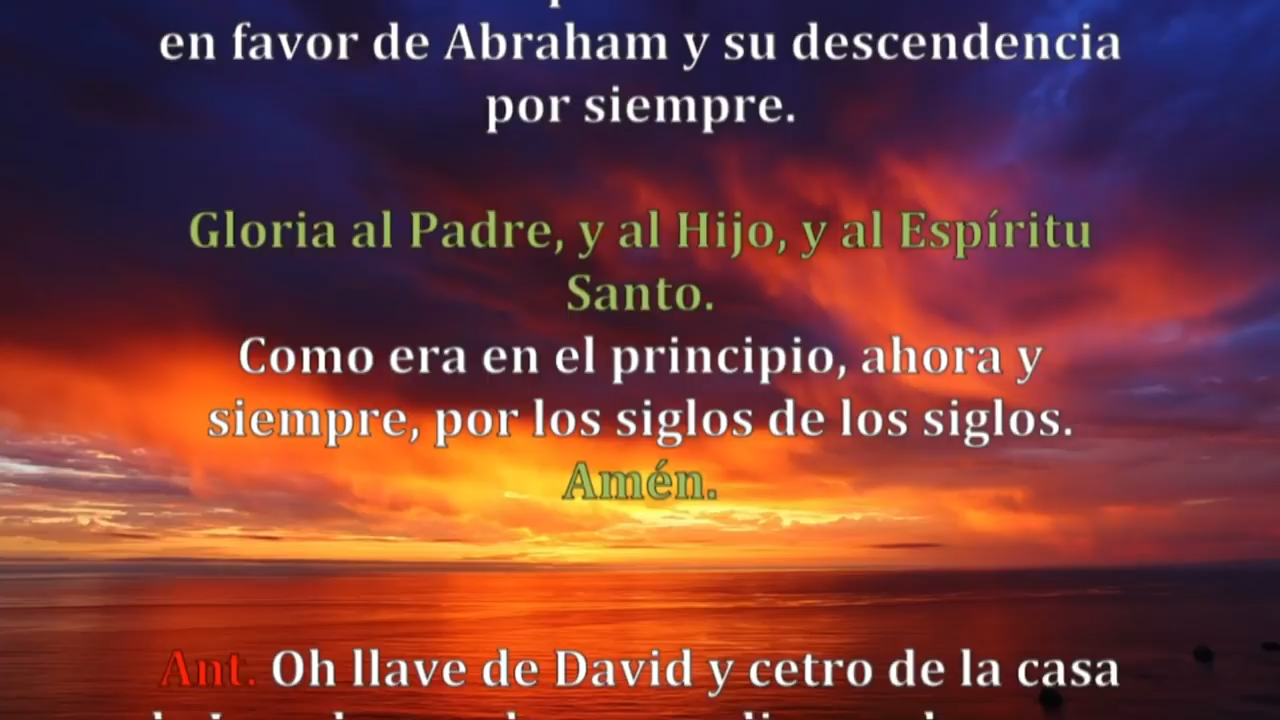 en favor de Abraham y su descendencia
por siempre.
Gloria al Padre, y al Hijo, y al Espíritu
Santo.
Como era en el principio, ahora y
siempre, por los siglos de los siglos.
Amén.
Ant. Oh llave de David y cetro de la casa